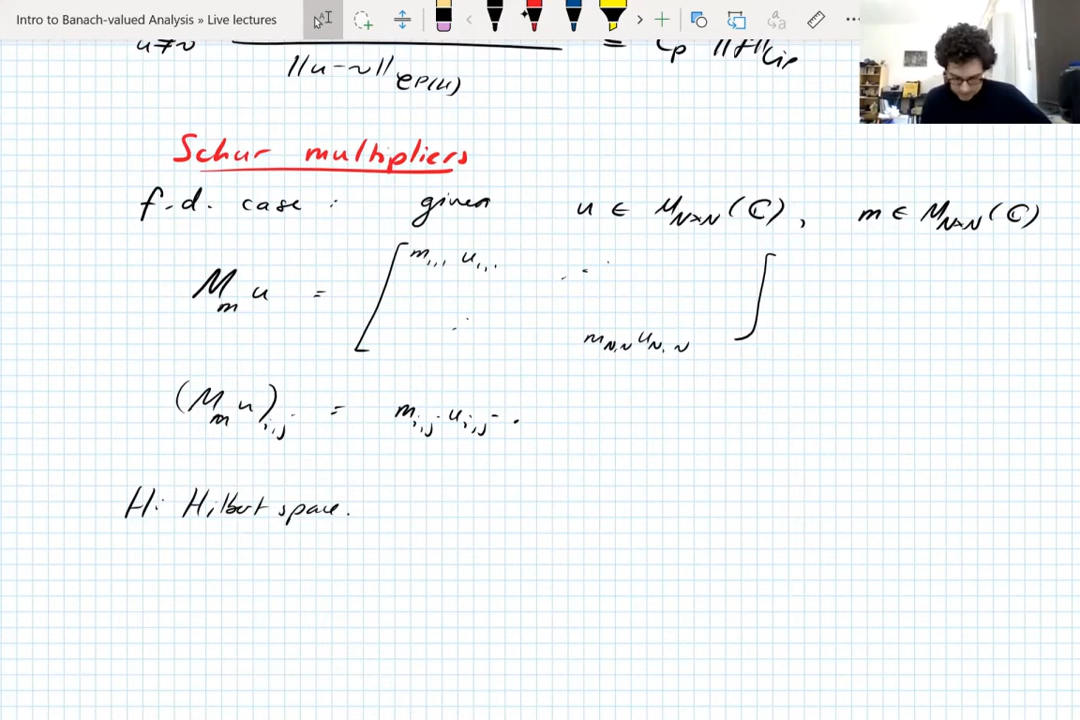 Intro to Banach-valued Analysis » Live lectures
u≠v ‖u-v‖_{C^p(H)} = C_p ‖f‖_{Lip}
Schur multipliers
f.d. case : given u ∈ M_{N×N}(ℂ), m ∈ M_{N×N}(ℂ)
M_m u = [ m_{1,1} u_{1,1} ⋯
⋮ m_{N,N} u_{N,N} ]
(M_m u)_{i,j} = m_{i,j} u_{i,j}.
H: Hilbert space.